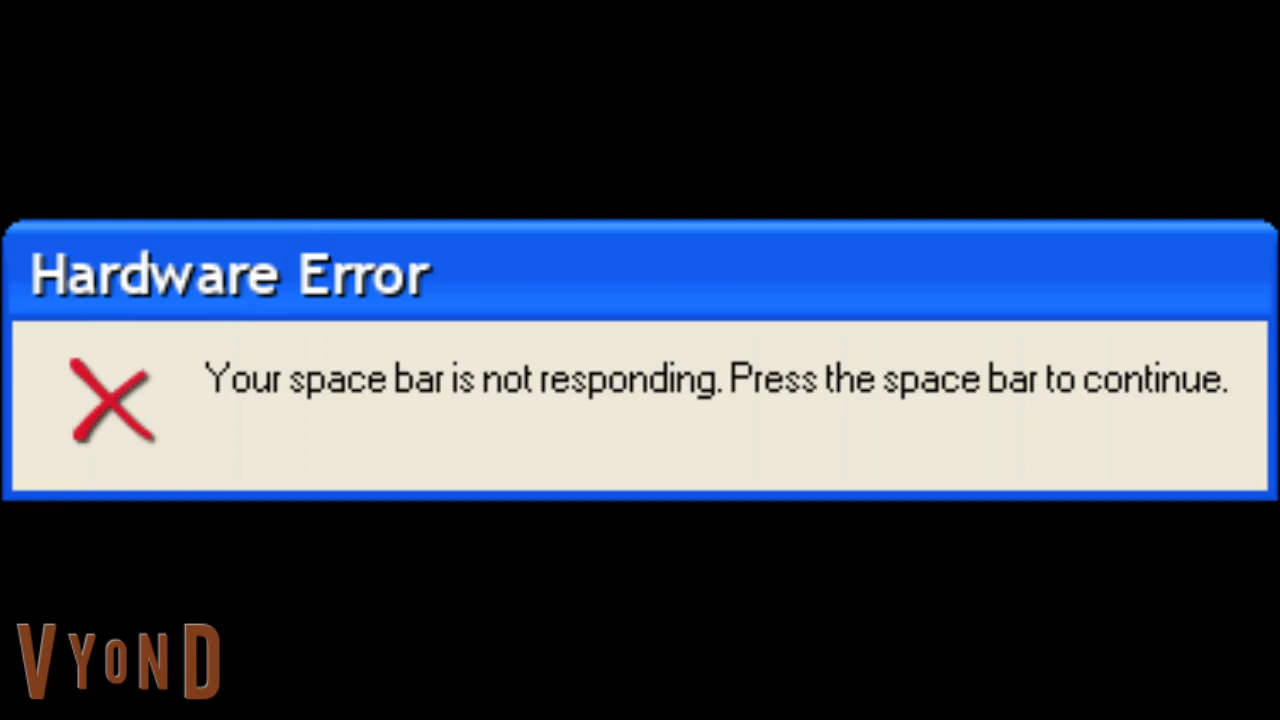 Hardware Error
Your space bar is not responding. Press the space bar to continue.
VYOND